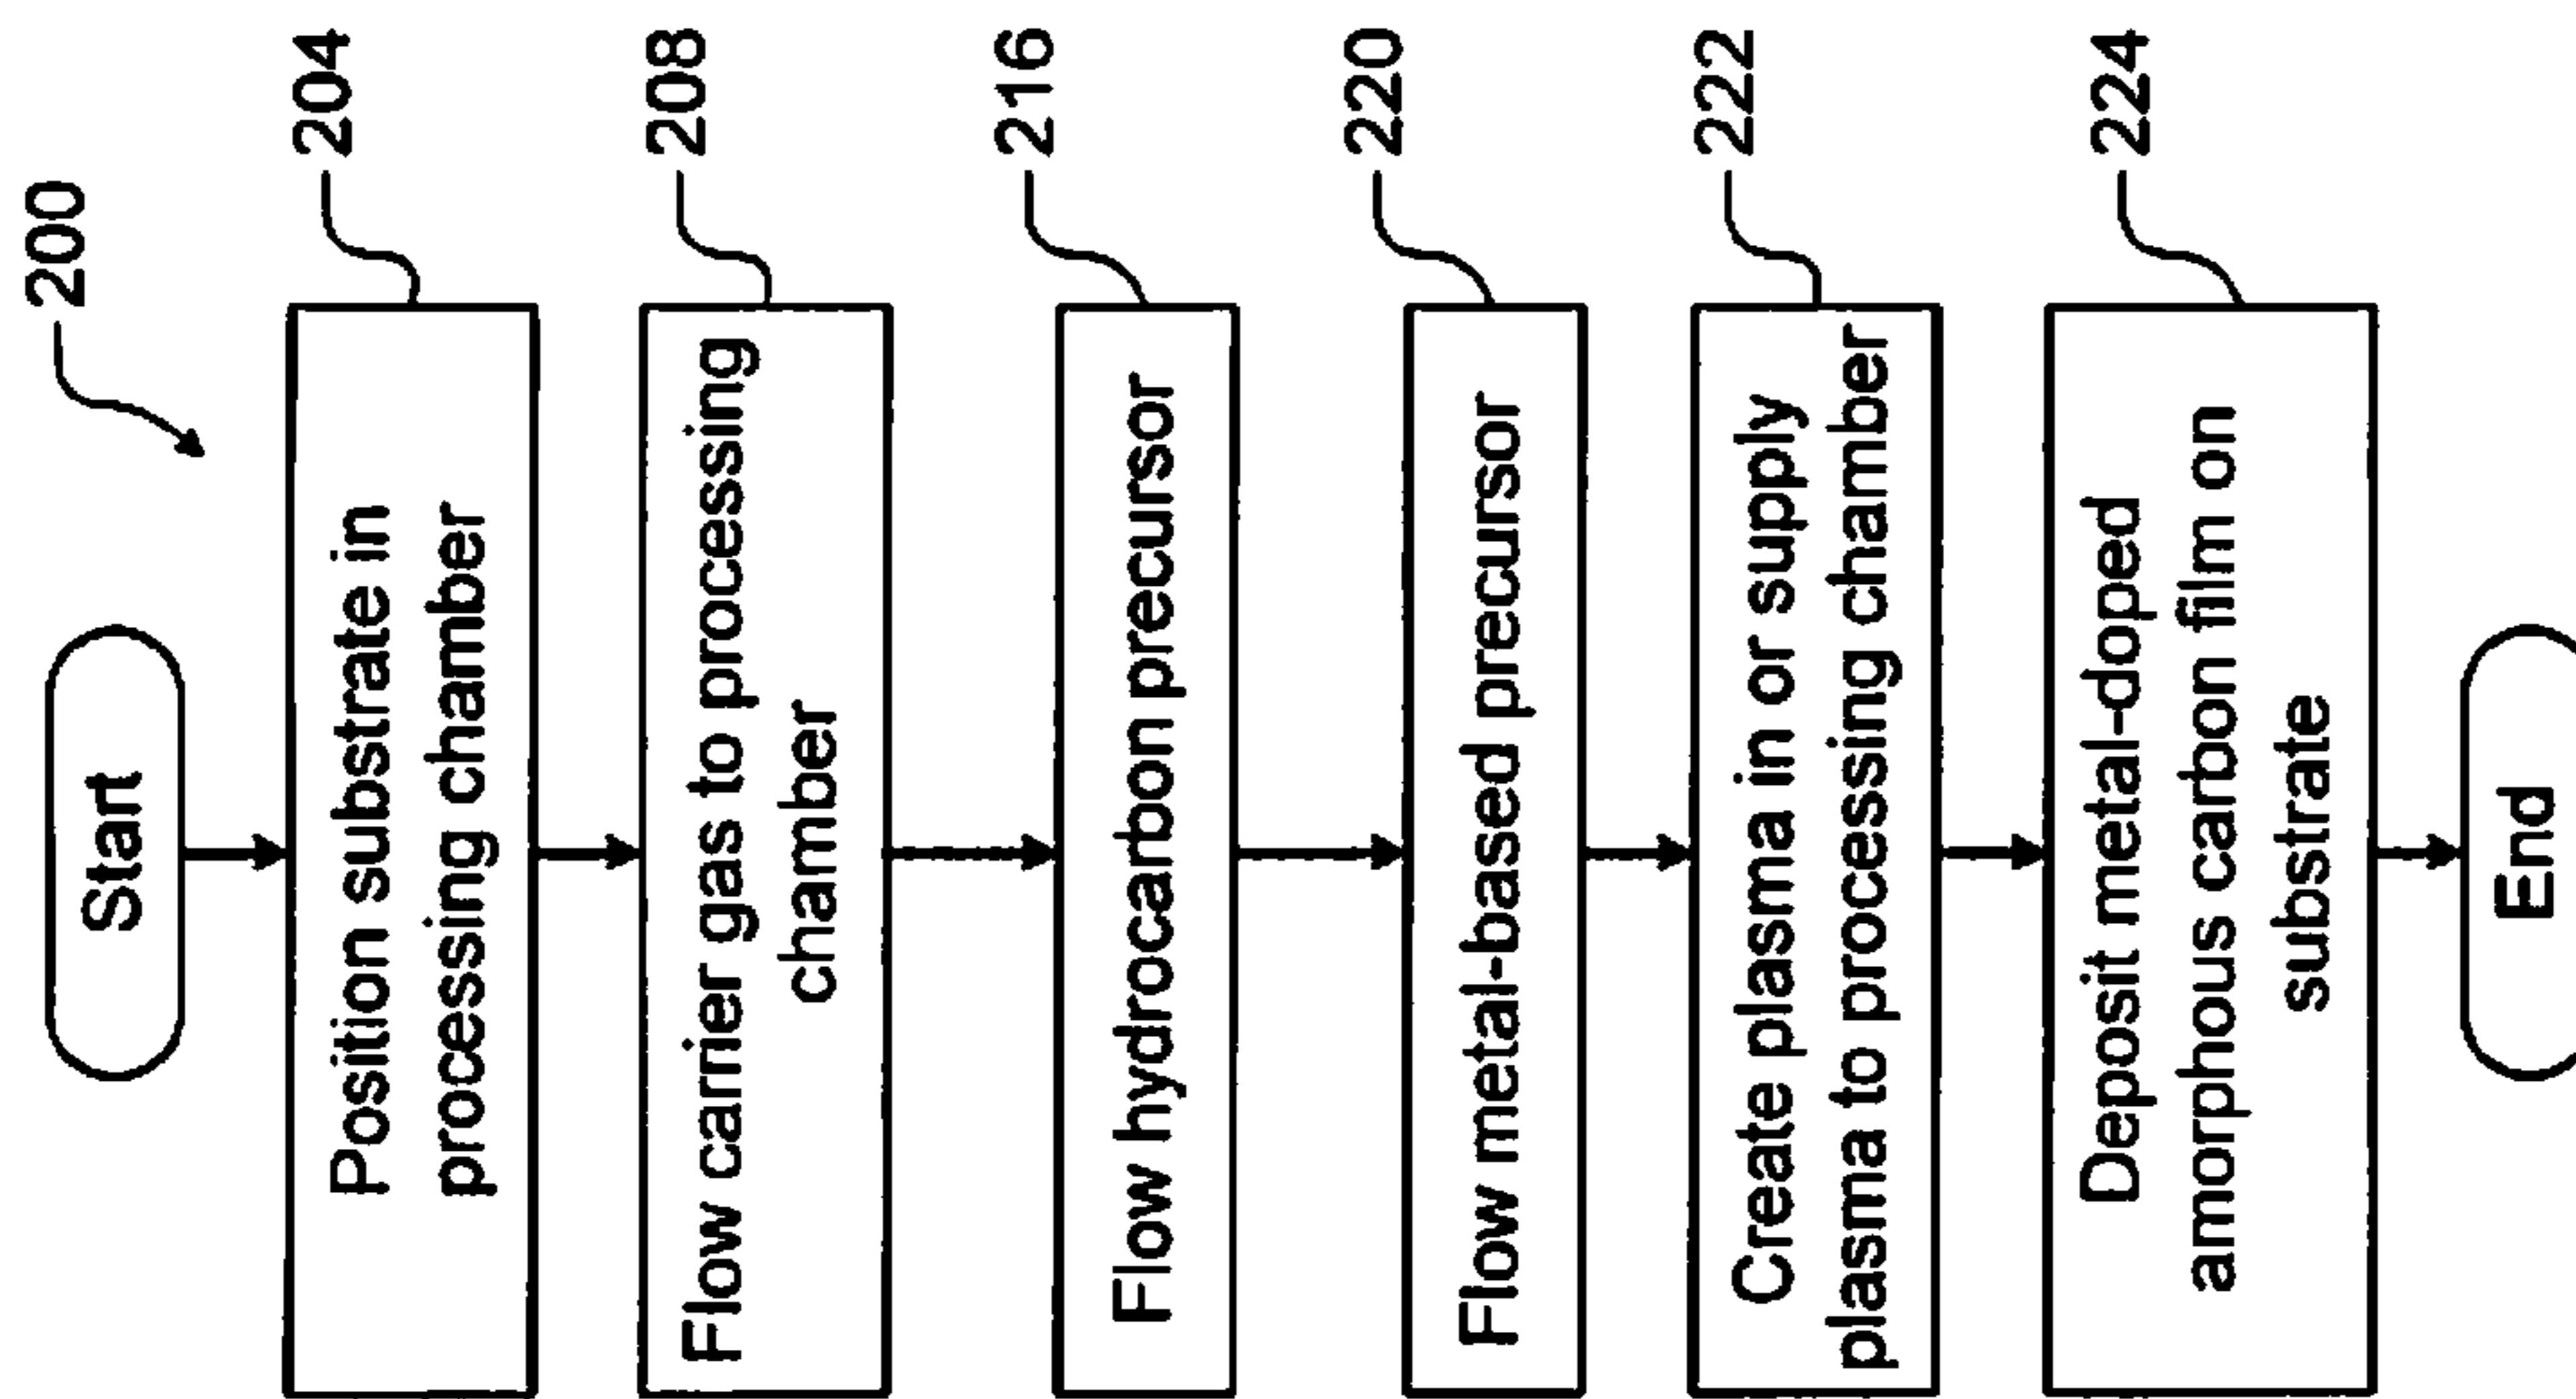 200
Start
204
Position substrate in
processing chamber
208
Flow carrier gas to processing
chamber
216
Flow hydrocarbon precursor
220
Flow metal-based precursor
222
Create plasma in or supply
plasma to processing chamber
224
Deposit metal-doped
amorphous carbon film on
substrate
End